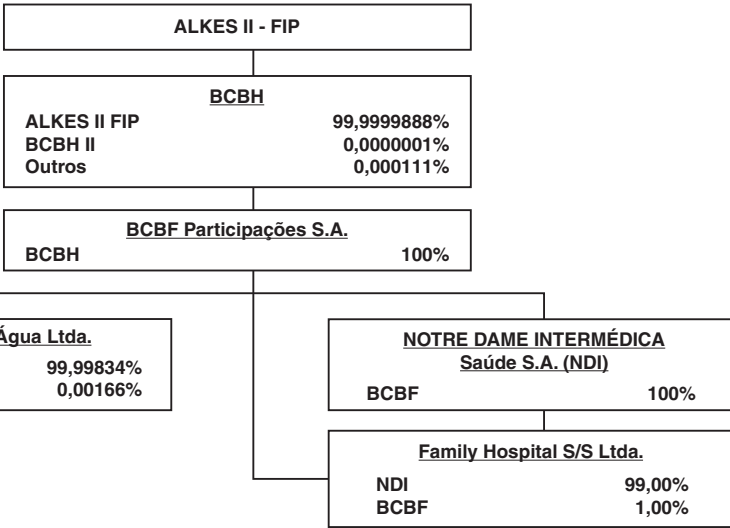 ALKES II - FIP
BCBH
ALKES II FIP 99,9999888%
BCBH II 0,0000001%
Outros 0,000111%
BCBF Participações S.A.
BCBH 100%
Água Ltda.
99,99834%
0,00166%
NOTRE DAME INTERMÉDICA
Saúde S.A. (NDI)
BCBF 100%
Family Hospital S/S Ltda.
NDI 99,00%
BCBF 1,00%